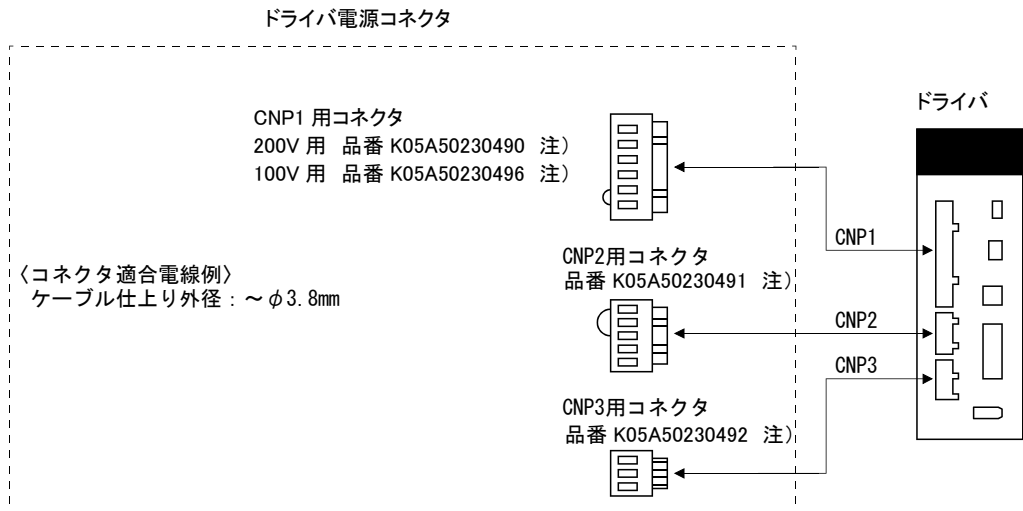 ドライバ電源コネクタ
CNP1 用コネクタ
200V 用 品番 K05A50230490 注）
100V 用 品番 K05A50230496 注）
ドライバ
CNP1
〈コネクタ適合電線例〉
ケーブル仕上り外径：～φ3.8㎜
CNP2用コネクタ
品番 K05A50230491 注）
CNP2
CNP3
CNP3用コネクタ
品番 K05A50230492 注）